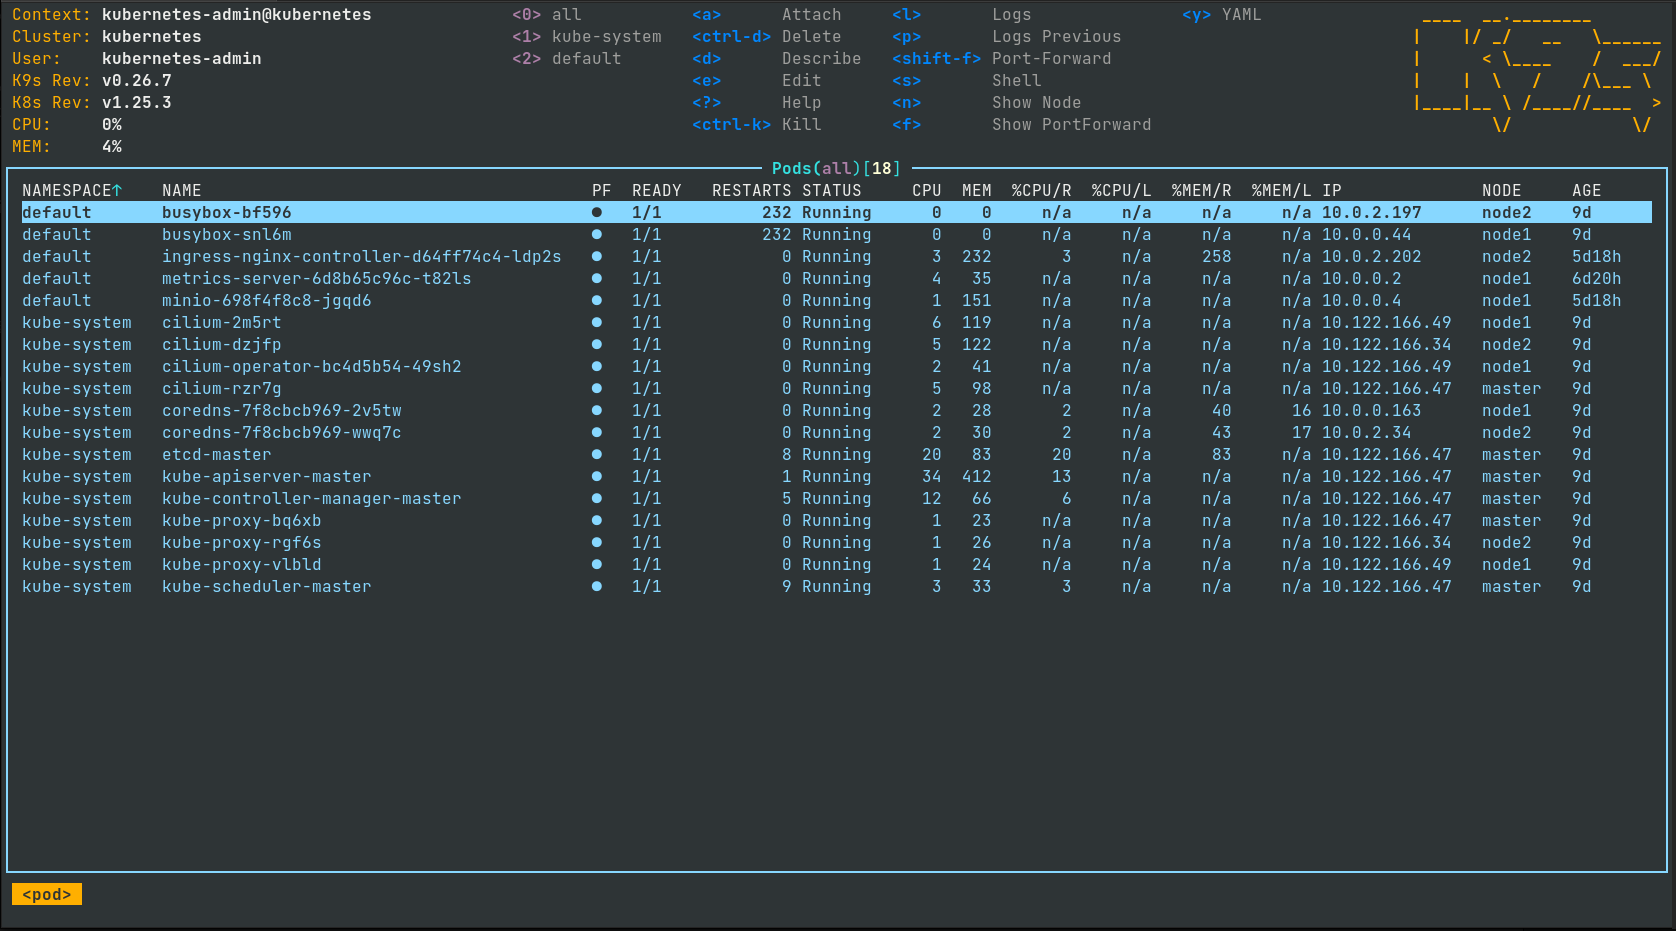 Context: kubernetes-admin@kubernetes <0> all <a> Attach <l> Logs <y> YAML
Cluster: kubernetes <1> kube-system <ctrl-d> Delete <p> Logs Previous
User: kubernetes-admin <2> default <d> Describe <shift-f> Port-Forward
K9s Rev: v0.26.7 <e> Edit <s> Shell
K8s Rev: v1.25.3 <?> Help <n> Show Node
CPU: 0% <ctrl-k> Kill <f> Show PortForward
MEM: 4%
Pods(all)[18]
NAMESPACE↑ NAME PF READY RESTARTS STATUS CPU MEM %CPU/R %CPU/L %MEM/R %MEM/L IP NODE AGE
default busybox-bf596 ● 1/1 232 Running 0 0 n/a n/a n/a n/a 10.0.2.197 node2 9d
default busybox-snl6m ● 1/1 232 Running 0 0 n/a n/a n/a n/a 10.0.0.44 node1 9d
default ingress-nginx-controller-d64ff74c4-ldp2s ● 1/1 0 Running 3 232 3 n/a 258 n/a 10.0.2.202 node2 5d18h
default metrics-server-6d8b65c96c-t82ls ● 1/1 0 Running 4 35 n/a n/a n/a n/a 10.0.0.2 node1 6d20h
default minio-698f4f8c8-jgqd6 ● 1/1 0 Running 1 151 n/a n/a n/a n/a 10.0.0.4 node1 5d18h
kube-system cilium-2m5rt ● 1/1 0 Running 6 119 n/a n/a n/a n/a 10.122.166.49 node1 9d
kube-system cilium-dzjfp ● 1/1 0 Running 5 122 n/a n/a n/a n/a 10.122.166.34 node2 9d
kube-system cilium-operator-bc4d5b54-49sh2 ● 1/1 0 Running 2 41 n/a n/a n/a n/a 10.122.166.49 node1 9d
kube-system cilium-rzr7g ● 1/1 0 Running 5 98 n/a n/a n/a n/a 10.122.166.47 master 9d
kube-system coredns-7f8cbcb969-2v5tw ● 1/1 0 Running 2 28 2 n/a 40 16 10.0.0.163 node1 9d
kube-system coredns-7f8cbcb969-wwq7c ● 1/1 0 Running 2 30 2 n/a 43 17 10.0.2.34 node2 9d
kube-system etcd-master ● 1/1 8 Running 20 83 20 n/a 83 n/a 10.122.166.47 master 9d
kube-system kube-apiserver-master ● 1/1 1 Running 34 412 13 n/a n/a n/a 10.122.166.47 master 9d
kube-system kube-controller-manager-master ● 1/1 5 Running 12 66 6 n/a n/a n/a 10.122.166.47 master 9d
kube-system kube-proxy-bq6xb ● 1/1 0 Running 1 23 n/a n/a n/a n/a 10.122.166.47 master 9d
kube-system kube-proxy-rgf6s ● 1/1 0 Running 1 26 n/a n/a n/a n/a 10.122.166.34 node2 9d
kube-system kube-proxy-vlbld ● 1/1 0 Running 1 24 n/a n/a n/a n/a 10.122.166.49 node1 9d
kube-system kube-scheduler-master ● 1/1 9 Running 3 33 3 n/a n/a n/a 10.122.166.47 master 9d
<pod>